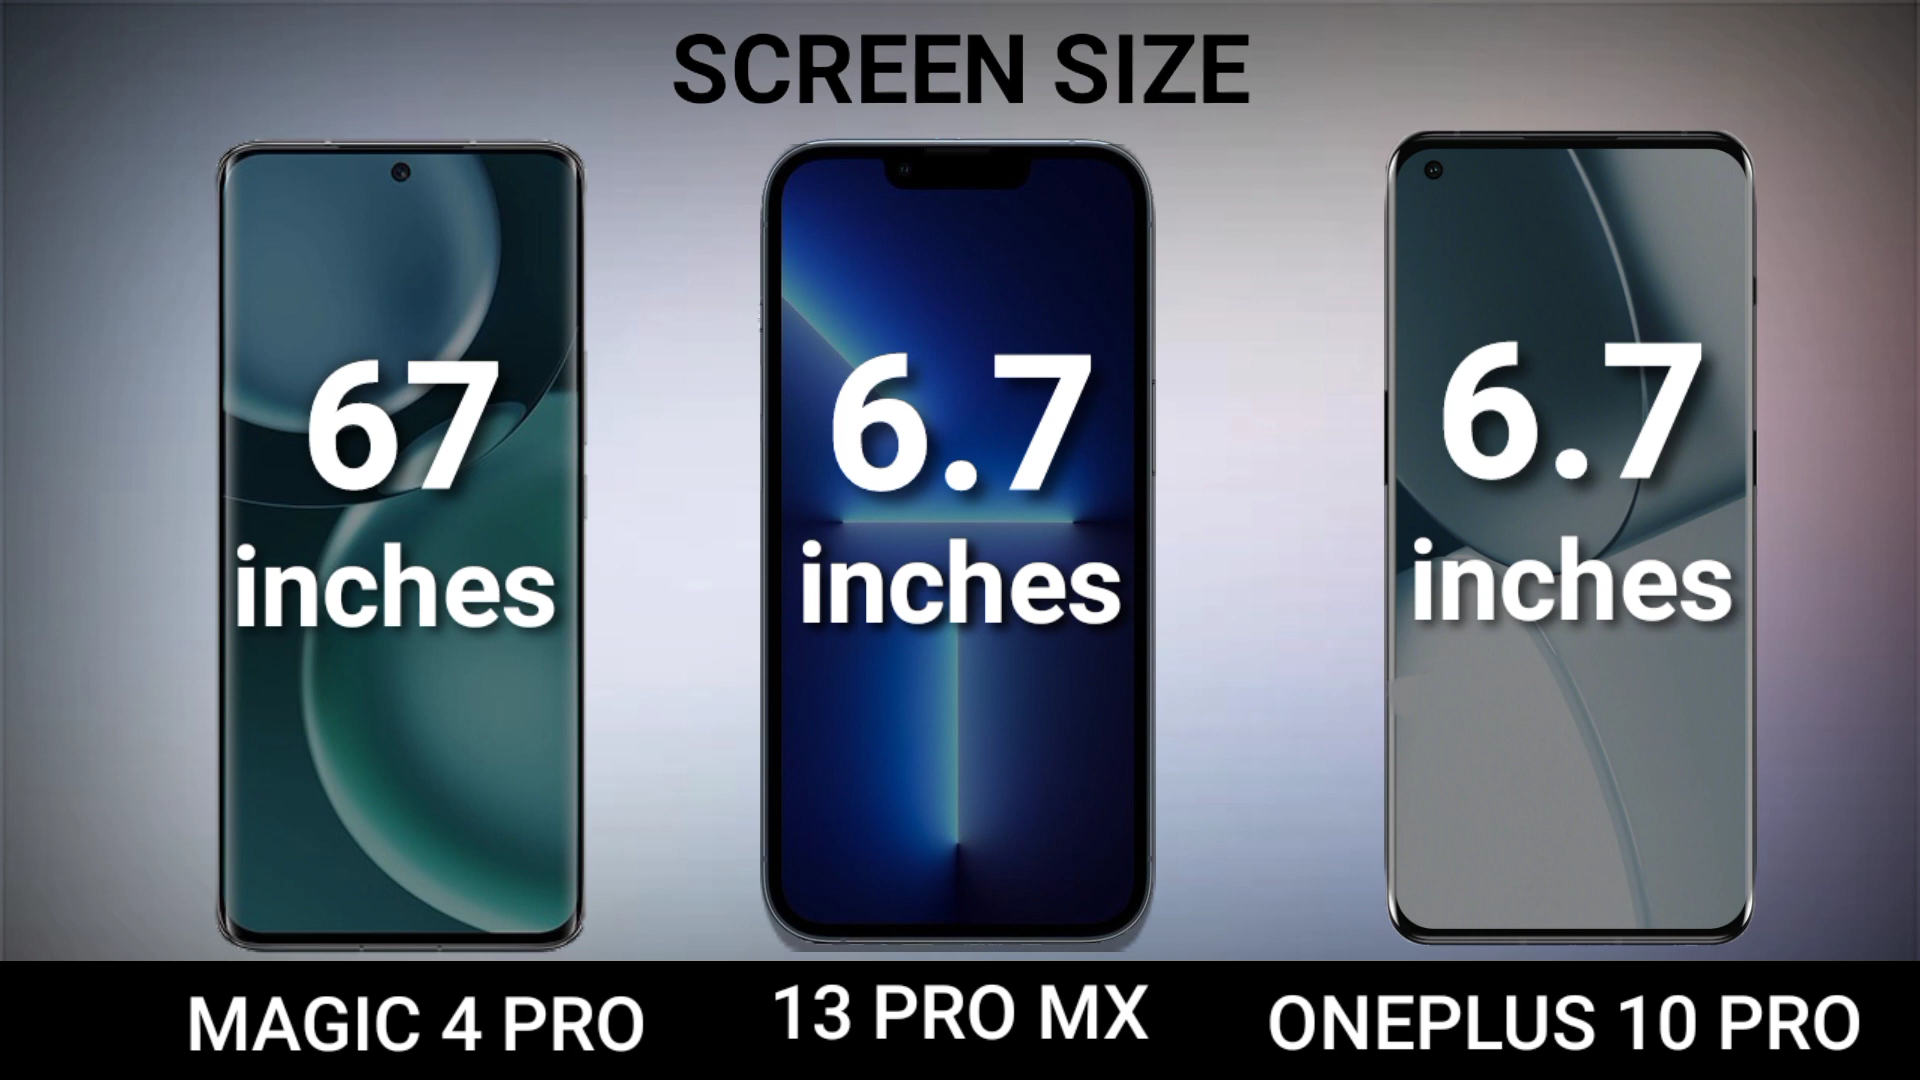 SCREEN SIZE
67
inches
6.7
inches
6.7
inches
MAGIC 4 PRO
13 PRO MX
ONEPLUS 10 PRO